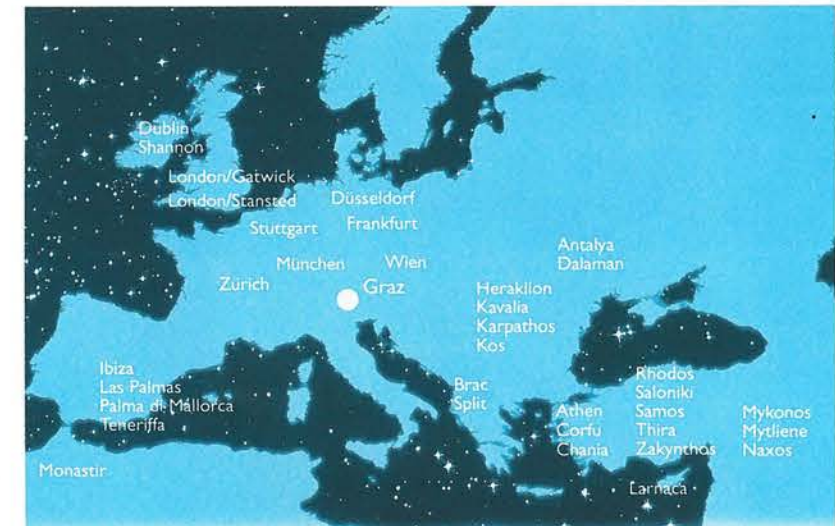 Dublin
Shannon
London/Gatwick
London/Stansted
Düsseldorf
Stuttgart
Frankfurt
München
Wien
Zürich
Graz
Antalya
Dalaman
Heraklion
Kavalia
Karpathos
Kos
Ibiza
Las Palmas
Palma di Mallorca
Teneriffa
Brac
Split
Athen
Corfu
Chania
Rhodos
Saloniki
Samos
Thira
Zakynthos
Mykonos
Mytliene
Naxos
Monastir
Larnaca